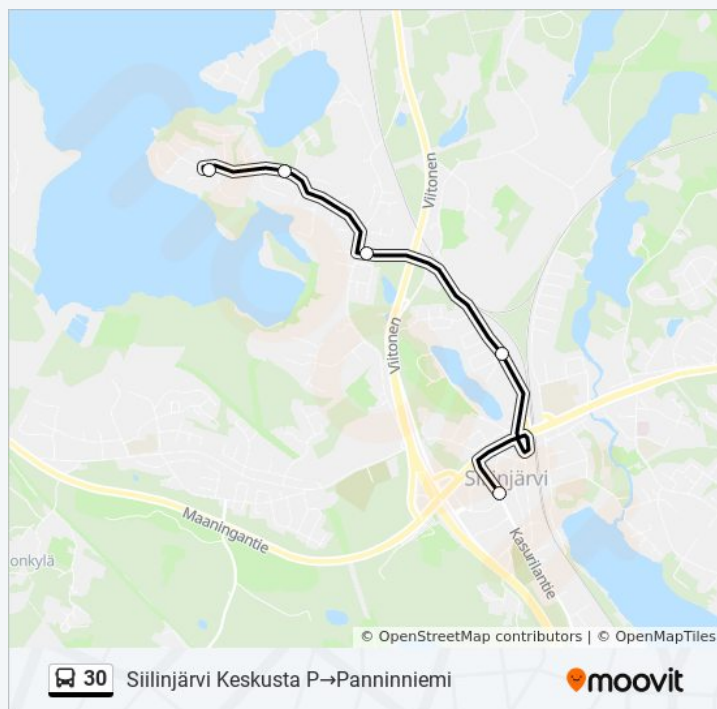 Viitonen
Viitonen
Siilinjärvi
Maaningantie
Kasurilantie
onkylä
© OpenStreetMap contributors | © OpenMapTiles
30 Siilinjärvi Keskusta P→Panninniemi
moovit